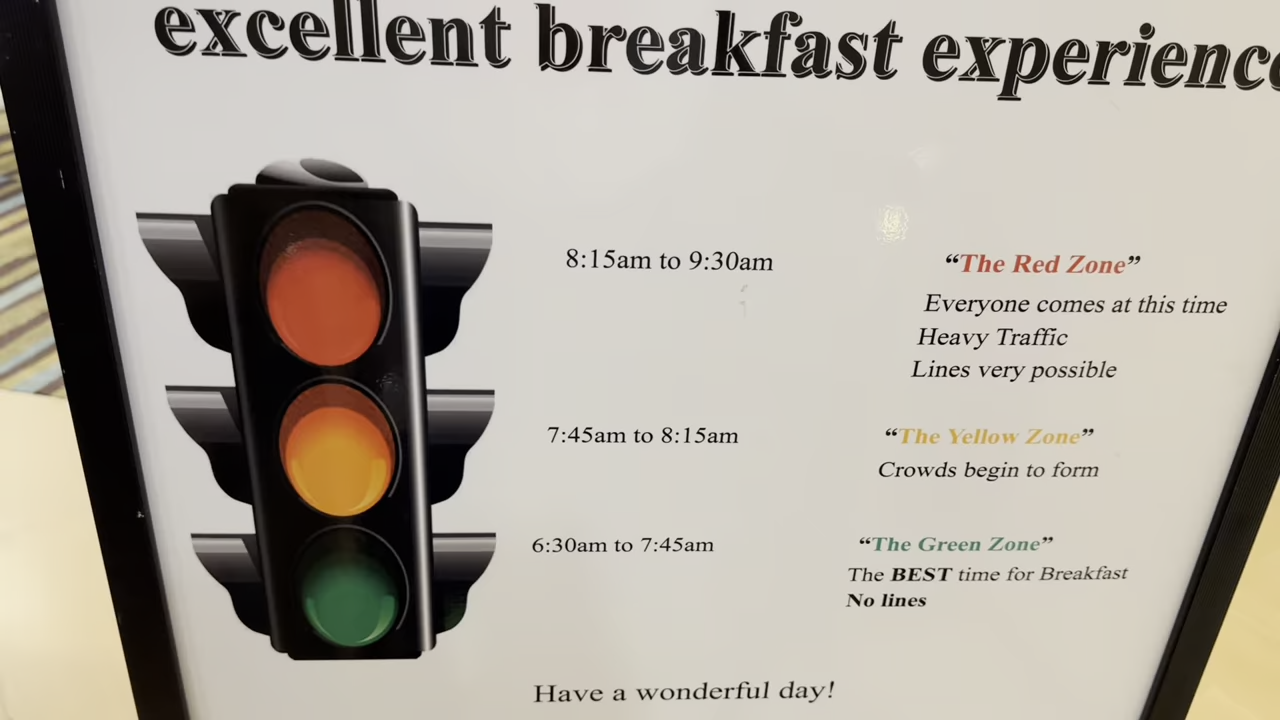 excellent breakfast experience
8:15am to 9:30am
“The Red Zone”
Everyone comes at this time
Heavy Traffic
Lines very possible
7:45am to 8:15am
“The Yellow Zone”
Crowds begin to form
6:30am to 7:45am
“The Green Zone”
The BEST time for Breakfast
No lines
Have a wonderful day!